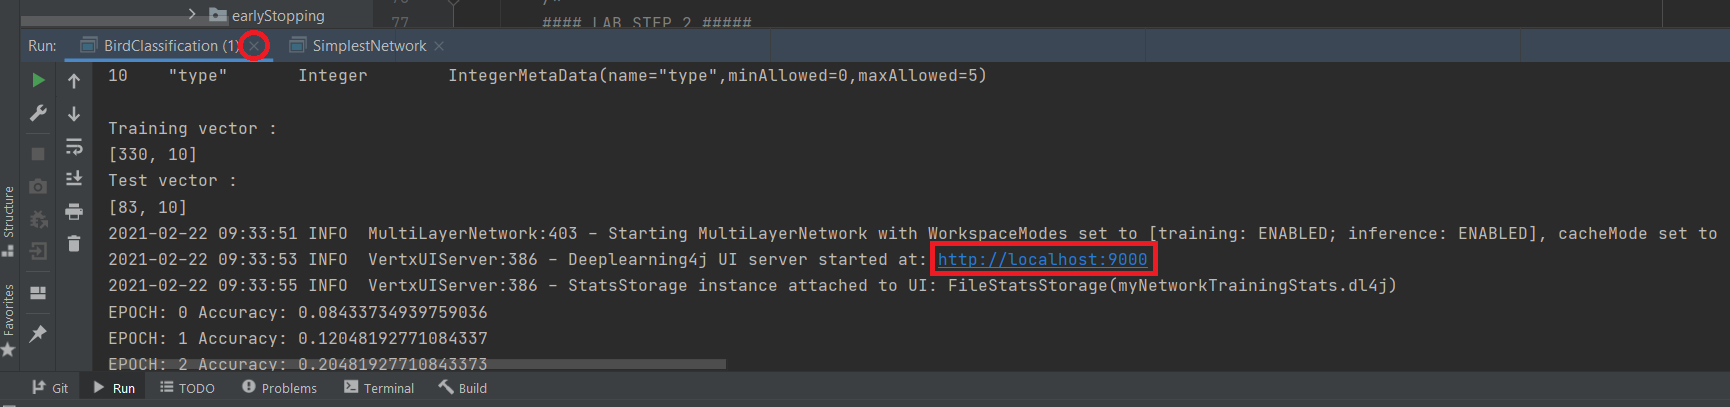 earlyStopping
77 #### LAB STEP 2 #####
Run: BirdClassification (1) SimplestNetwork
10 "type" Integer IntegerMetaData(name="type",minAllowed=0,maxAllowed=5)
Training vector :
[330, 10]
Test vector :
[83, 10]
2021-02-22 09:33:51 INFO MultiLayerNetwork:403 - Starting MultiLayerNetwork with WorkspaceModes set to [training: ENABLED; inference: ENABLED], cacheMode set to
2021-02-22 09:33:53 INFO VertxUIServer:386 - Deeplearning4j UI server started at: http://localhost:9000
2021-02-22 09:33:55 INFO VertxUIServer:386 - StatsStorage instance attached to UI: FileStatsStorage(myNetworkTrainingStats.dl4j)
EPOCH: 0 Accuracy: 0.08433734939759036
EPOCH: 1 Accuracy: 0.12048192771084337
EPOCH: 2 Accuracy: 0.20481927710843373
Structure
Favorites
Git Run TODO Problems Terminal Build